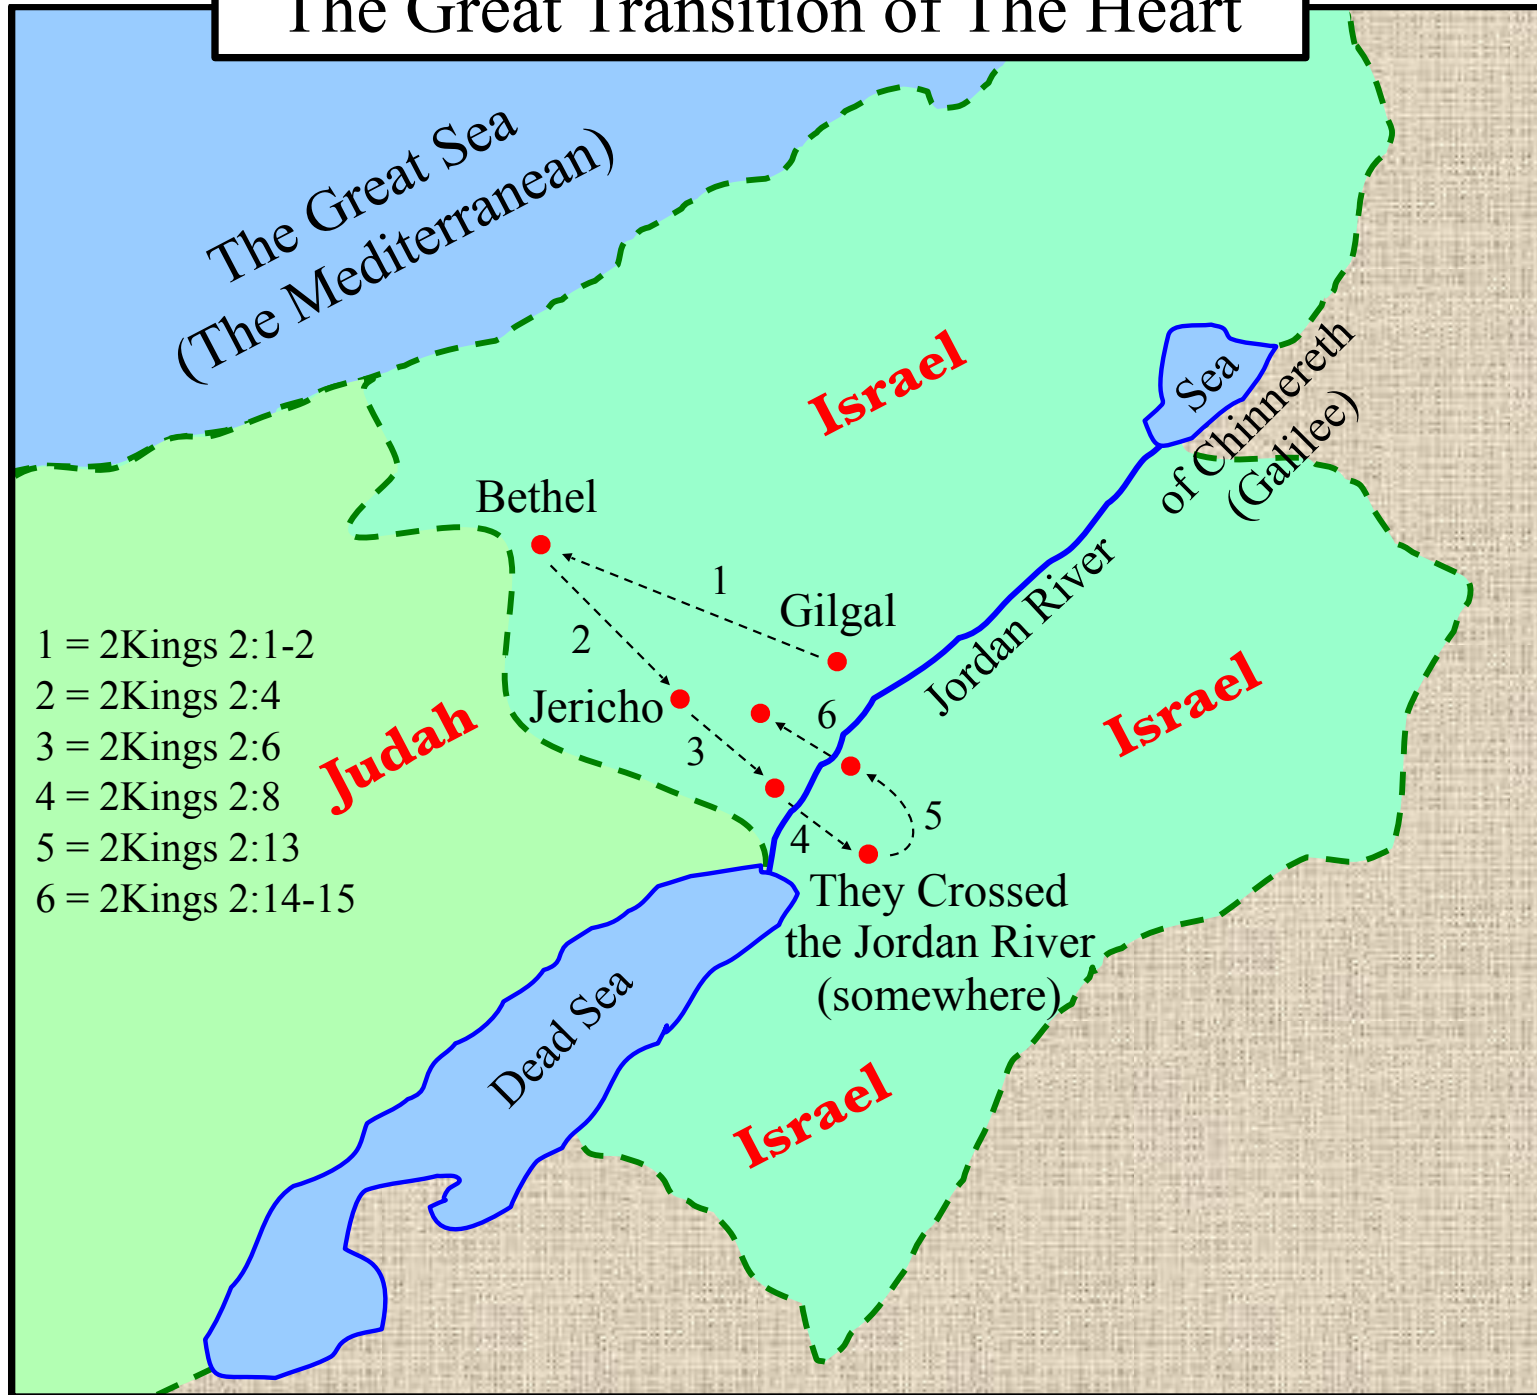 The Great Transition of The Heart
The Great Sea
(The Mediterranean)
Israel
Sea
of Chinnereth
(Galilee)
Bethel
1
Gilgal
Jordan River
2
1 = 2Kings 2:1-2
2 = 2Kings 2:4
3 = 2Kings 2:6
4 = 2Kings 2:8
5 = 2Kings 2:13
6 = 2Kings 2:14-15
Judah
Jericho
3
6
Israel
4
5
They Crossed
the Jordan River
(somewhere)
Dead Sea
Israel